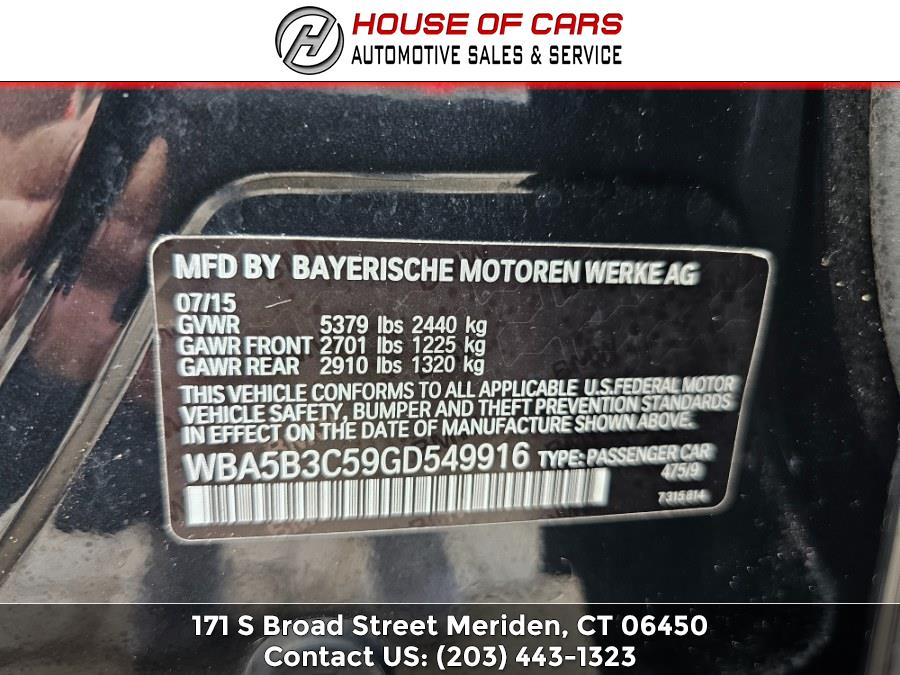 HOUSE OF CARS
AUTOMOTIVE SALES & SERVICE
MFD BY BAYERISCHE MOTOREN WERKE AG
07/15
GVWR 5379 lbs 2440 kg
GAWR FRONT 2701 lbs 1225 kg
GAWR REAR 2910 lbs 1320 kg
THIS VEHICLE CONFORMS TO ALL APPLICABLE U.S.FEDERAL MOTOR
VEHICLE SAFETY, BUMPER AND THEFT PREVENTION STANDARDS
IN EFFECT ON THE DATE OF MANUFACTURE SHOWN ABOVE.
WBA5B3C59GD549916 TYPE: PASSENGER CAR
475/9
7315814
171 S Broad Street Meriden, CT 06450
Contact US: (203) 443-1323